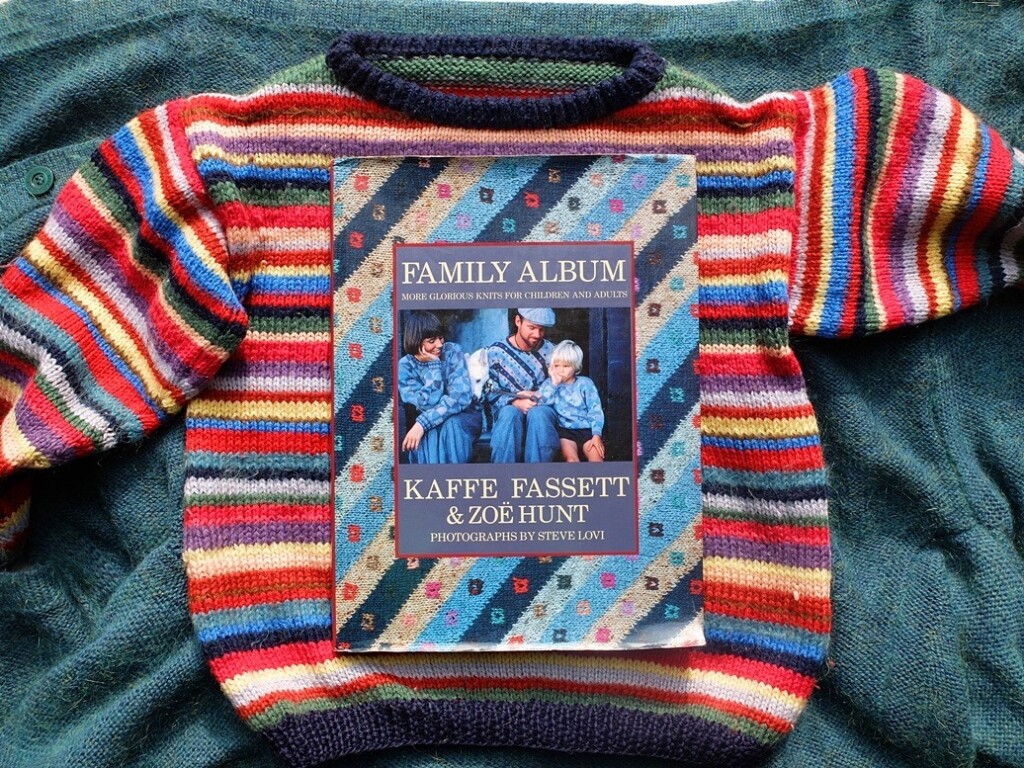 FAMILY ALBUM
MORE GLORIOUS KNITS FOR CHILDREN AND ADULTS
KAFFE FASSETT
& ZOË HUNT
PHOTOGRAPHS BY STEVE LOVI